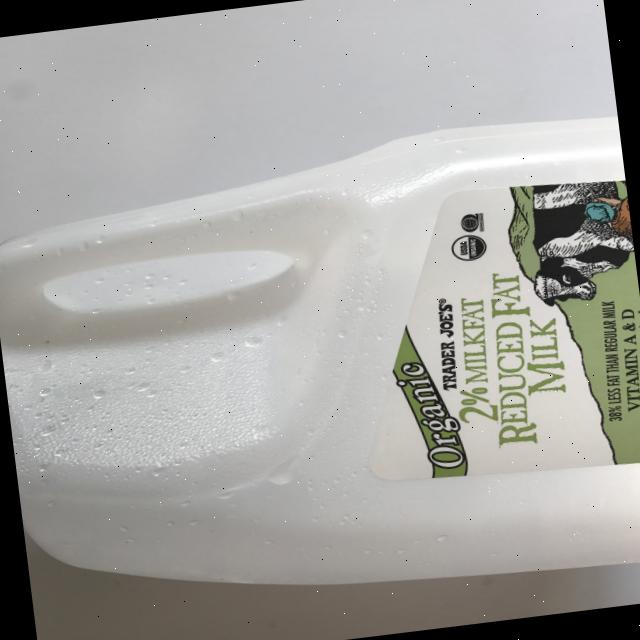 Organic
TRADER JOE'S®
2% MILKFAT
REDUCED FAT
MILK
38% LESS FAT THAN REGULAR MILK
VITAMIN A & D